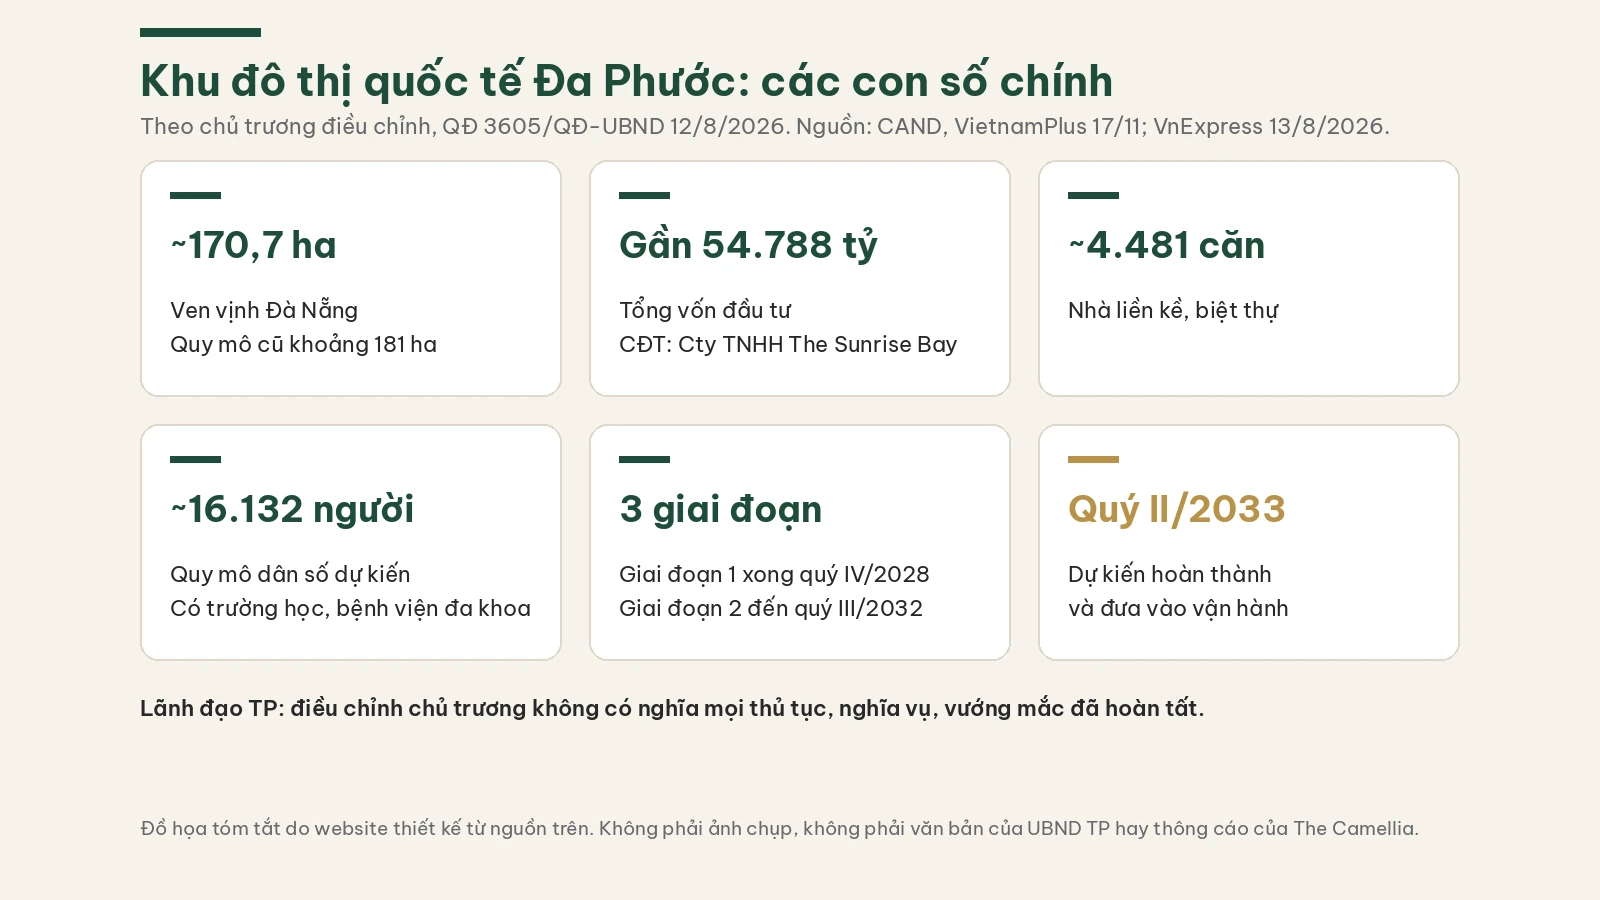 Khu đô thị quốc tế Đa Phước: các con số chính
Theo chủ trương điều chỉnh, QĐ 3605/QĐ-UBND 12/8/2026. Nguồn: CAND, VietnamPlus 17/11; VnExpress 13/8/2026.
~170,7 ha
Ven vịnh Đà Nẵng
Quy mô cũ khoảng 181 ha
Gần 54.788 tỷ
Tổng vốn đầu tư
CĐT: Cty TNHH The Sunrise Bay
~4.481 căn
Nhà liền kề, biệt thự
~16.132 người
Quy mô dân số dự kiến
Có trường học, bệnh viện đa khoa
3 giai đoạn
Giai đoạn 1 xong quý IV/2028
Giai đoạn 2 đến quý III/2032
Quý II/2033
Dự kiến hoàn thành
và đưa vào vận hành
Lãnh đạo TP: điều chỉnh chủ trương không có nghĩa mọi thủ tục, nghĩa vụ, vướng mắc đã hoàn tất.
Đồ họa tóm tắt do website thiết kế từ nguồn trên. Không phải ảnh chụp, không phải văn bản của UBND TP hay thông cáo của The Camellia.